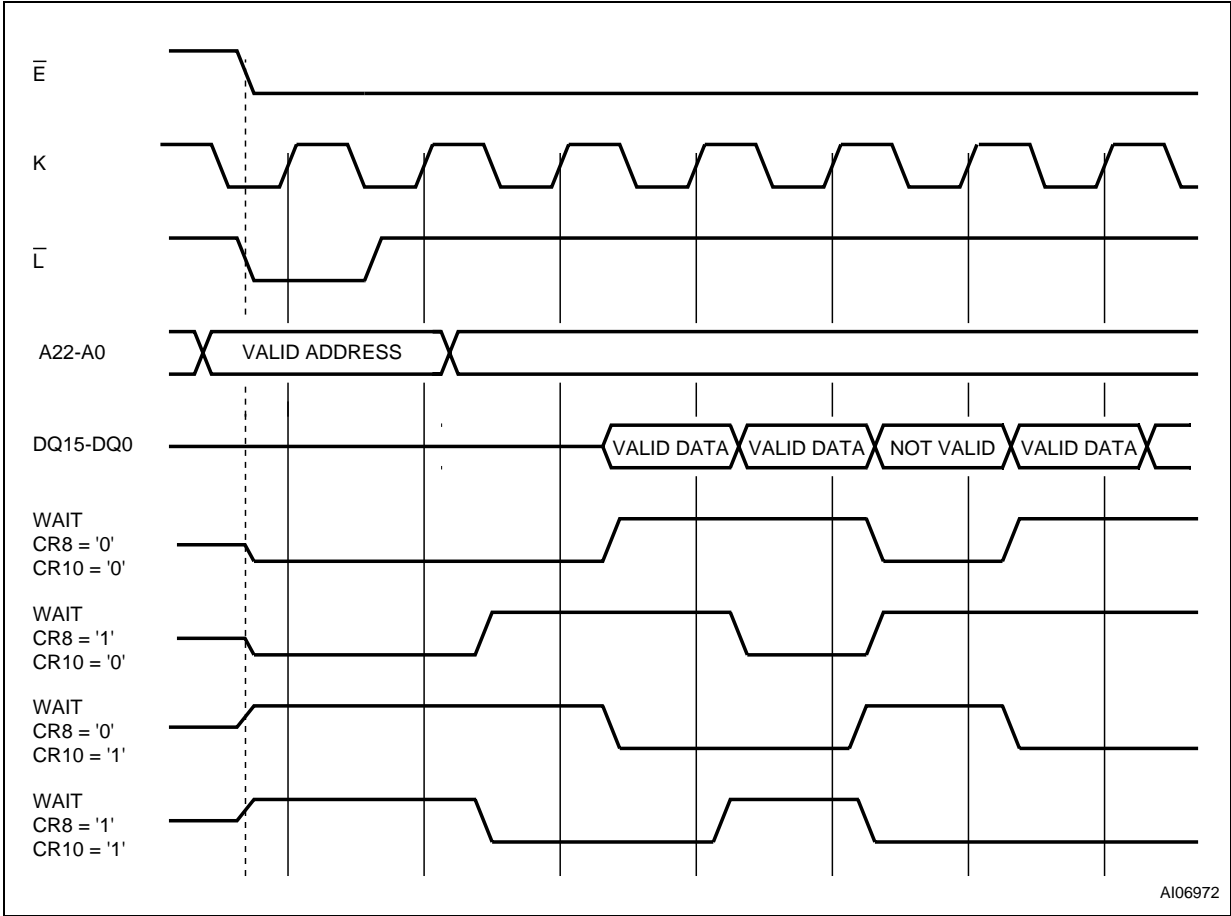 E̅
K
L̅
A22-A0
VALID ADDRESS
DQ15-DQ0
VALID DATA
VALID DATA
NOT VALID
VALID DATA
WAIT
CR8 = '0'
CR10 = '0'
WAIT
CR8 = '1'
CR10 = '0'
WAIT
CR8 = '0'
CR10 = '1'
WAIT
CR8 = '1'
CR10 = '1'
AI06972